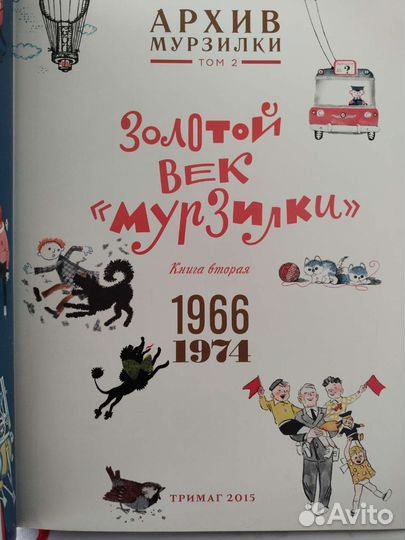 АРХИВ
МУРЗИЛКИ
ТОМ 2
?
ЗОЛОТОЙ
ВЕК
«МУРЗИЛКИ»
Книга вторая
1966
1974
ТРИМАГ 2015
Avito